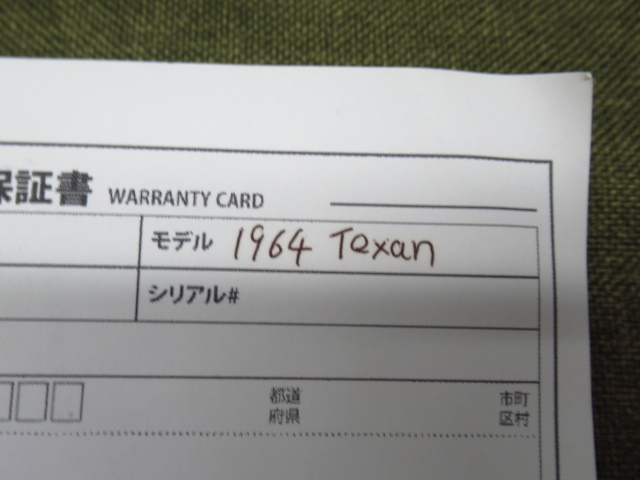 保証書 WARRANTY CARD
モデル 1964 Texan
シリアル#
都道 市町
府県 区村